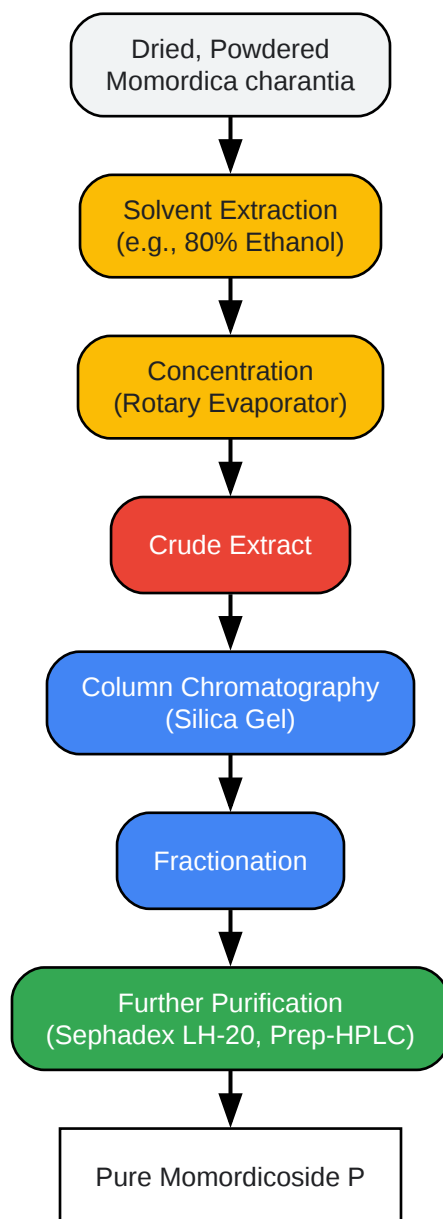 Dried, Powdered
Momordica charantia
Solvent Extraction
(e.g., 80% Ethanol)
Concentration
(Rotary Evaporator)
Crude Extract
Column Chromatography
(Silica Gel)
Fractionation
Further Purification
(Sephadex LH-20, Prep-HPLC)
Pure Momordicoside P